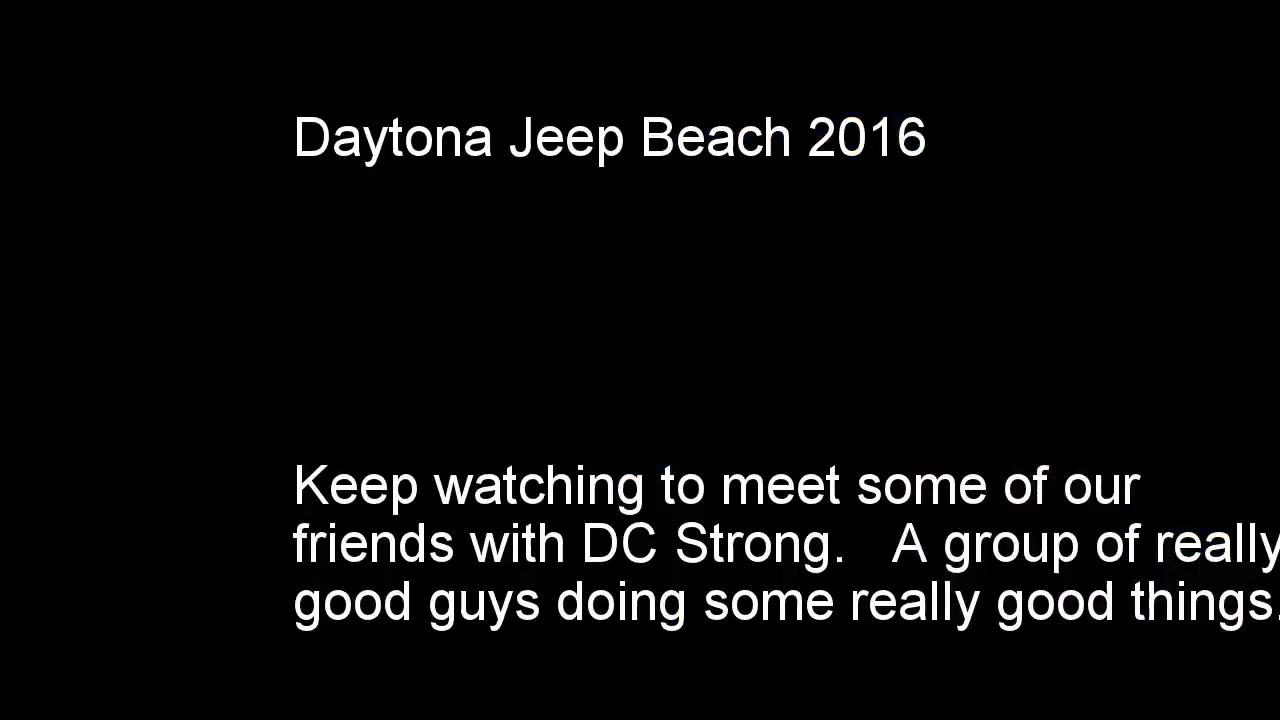 Daytona Jeep Beach 2016
Keep watching to meet some of our
friends with DC Strong.   A group of really
good guys doing some really good things.